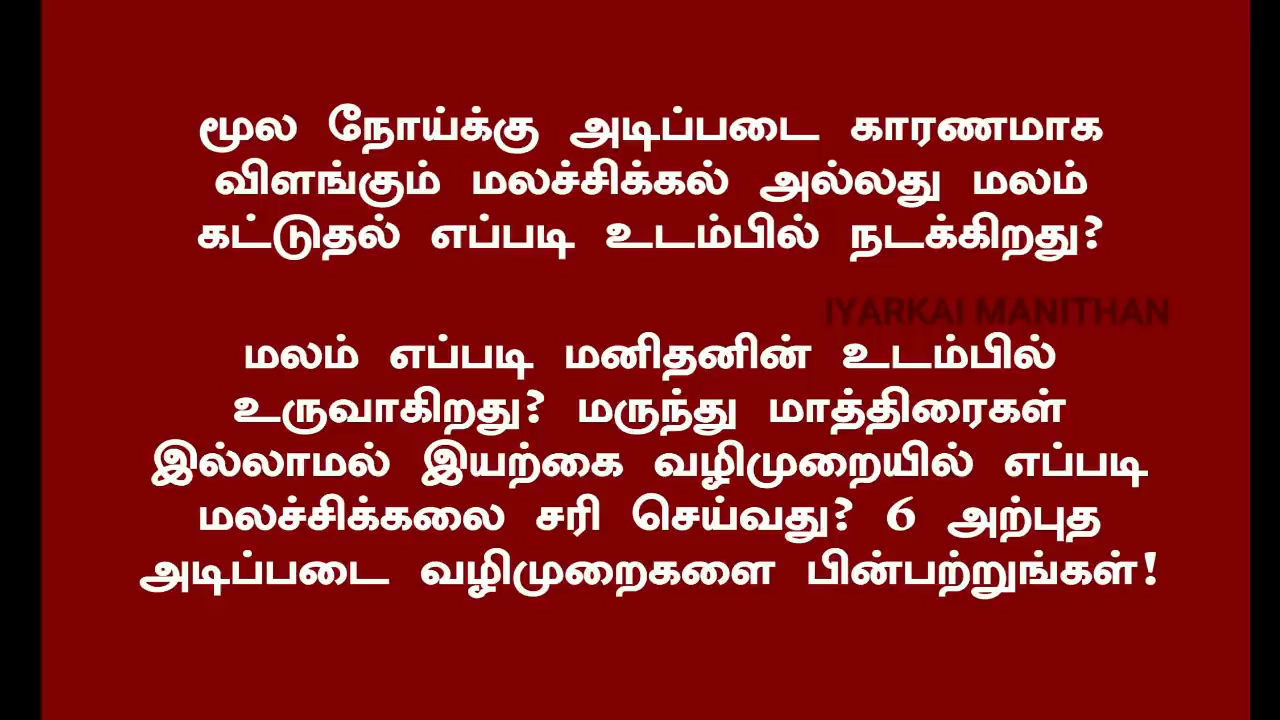 மூல நோய்க்கு அடிப்படை காரணமாக
விளங்கும் மலச்சிக்கல் அல்லது மலம்
கட்டுதல் எப்படி உடம்பில் நடக்கிறது?
IYARKAI MANITHAN
மலம் எப்படி மனிதனின் உடம்பில்
உருவாகிறது? மருந்து மாத்திரைகள்
இல்லாமல் இயற்கை வழிமுறையில் எப்படி
மலச்சிக்கலை சரி செய்வது? 6 அற்புத
அடிப்படை வழிமுறைகளை பின்பற்றுங்கள்!